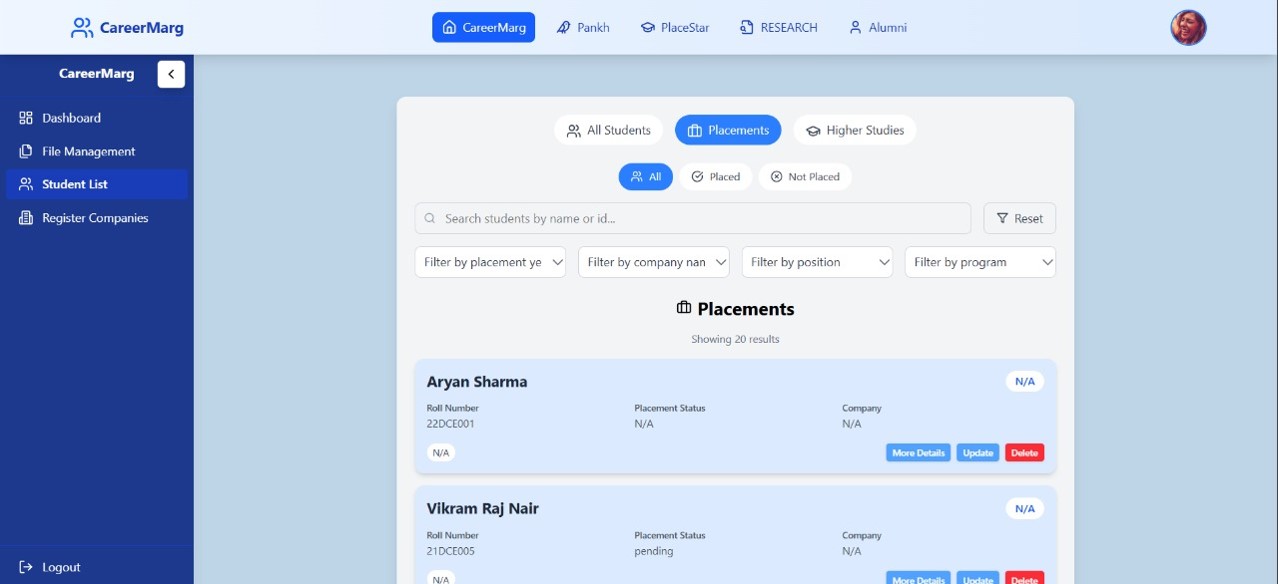 CareerMarg
CareerMarg Pankh PlaceStar RESEARCH Alumni
CareerMarg
Dashboard
File Management
Student List
Register Companies
Logout
All Students Placements Higher Studies
All Placed Not Placed
Search students by name or id... Reset
Filter by placement ye Filter by company nan Filter by position Filter by program
Placements
Showing 20 results
Aryan Sharma N/A
Roll Number Placement Status Company
22DCE001 N/A N/A
N/A More Details Update Delete
Vikram Raj Nair N/A
Roll Number Placement Status Company
21DCE005 pending N/A
N/A More Details Update Delete